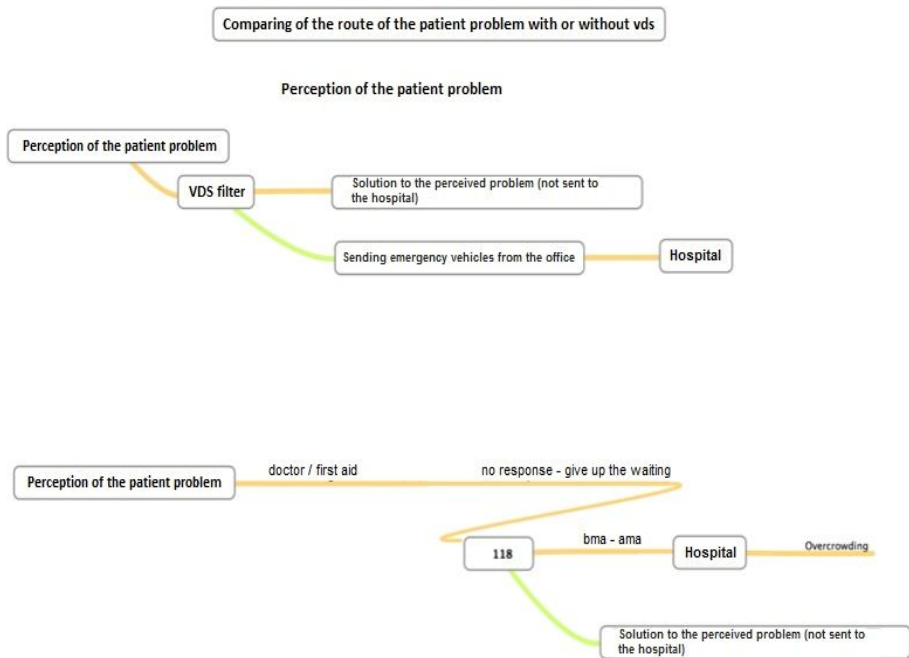 Comparing of the route of the patient problem with or without vds
Perception of the patient problem
Perception of the patient problem
VDS filter
Solution to the perceived problem (not sent to
the hospital)
Sending emergency vehicles from the office
Hospital
Perception of the patient problem
doctor / first aid
no response - give up the waiting
118
bma - ama
Hospital
Overcrowding
Solution to the perceived problem (not sent to
the hospital)